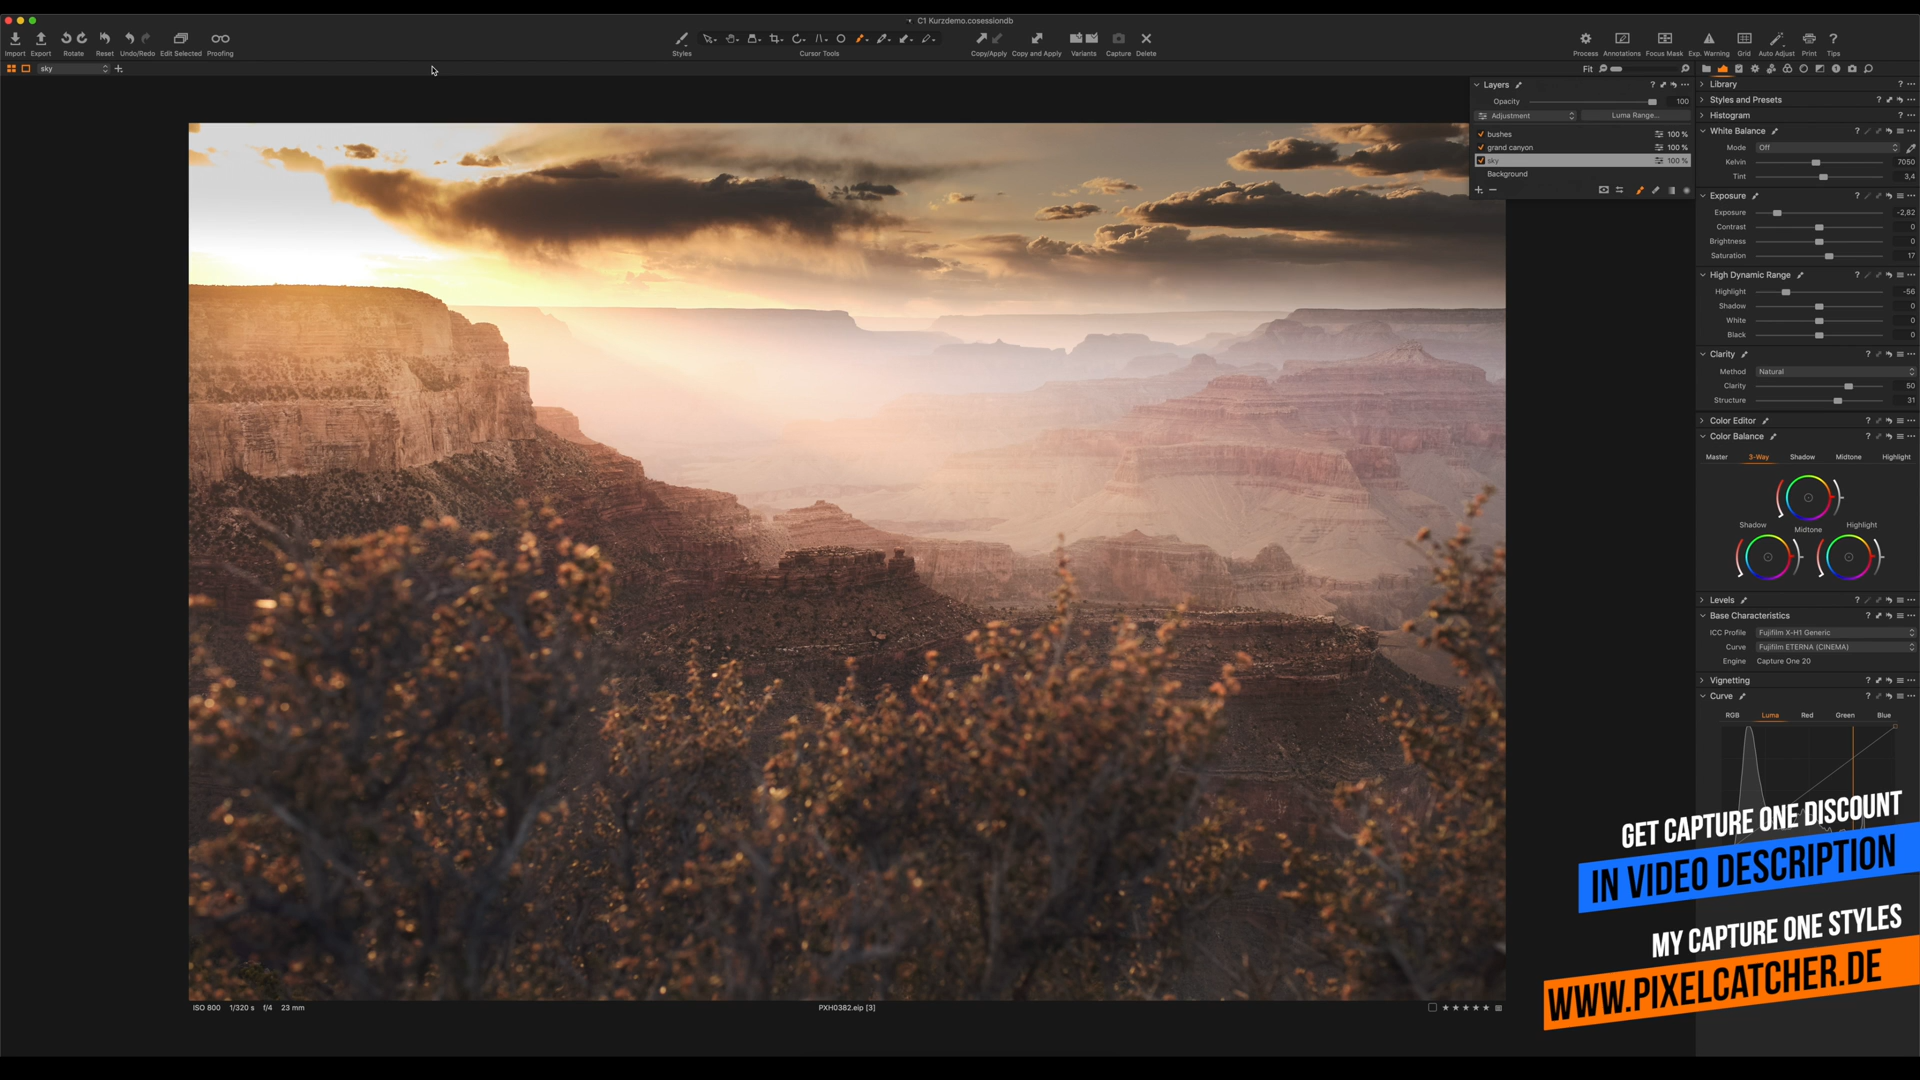 C1 Kurzdemo.cosessiondb
Import Export Rotate Reset Undo/Redo Edit Selected Proofing
Styles Cursor Tools Copy/Apply Copy and Apply Variants Capture Delete
Process Annotations Focus Mask Exp. Warning Grid Auto Adjust Print Tips
sky
Fit
Layers
Opacity 100
Adjustment Luma Range...
bushes 100 %
grand canyon 100 %
sky 100 %
Background
Library
Styles and Presets
Histogram
White Balance
Mode Off
Kelvin 7050
Tint 3,4
Exposure
Exposure -2,82
Contrast 0
Brightness 0
Saturation 17
High Dynamic Range
Highlight -56
Shadow 0
White 0
Black 0
Clarity
Method Natural
Clarity 50
Structure 31
Color Editor
Color Balance
Master 3-Way Shadow Midtone Highlight
Shadow Midtone Highlight
Levels
Base Characteristics
ICC Profile Fujifilm X-H1 Generic
Curve Fujifilm ETERNA (CINEMA)
Engine Capture One 20
Vignetting
Curve
RGB Luma Red Green Blue
GET CAPTURE ONE DISCOUNT
IN VIDEO DESCRIPTION
MY CAPTURE ONE STYLES
WWW.PIXELCATCHER.DE
ISO 800 1/320 s f/4 23 mm
PXH0382.eip [3]